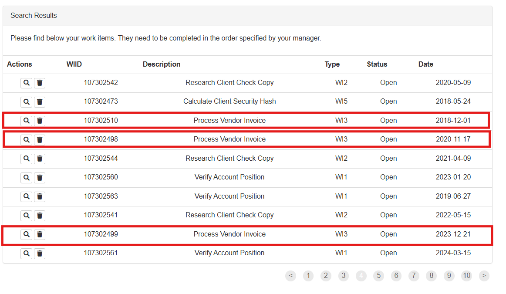 Search Results
Please find below your work items. They need to be completed in the order specified by your manager.
Actions WIID Description Type Status Date
107302542 Research Client Check Copy WI2 Open 2020-05-09
107302473 Calculate Client Security Hash WI5 Open 2018-05-24
107302510 Process Vendor Invoice WI3 Open 2018-12-01
107302498 Process Vendor Invoice WI3 Open 2020-11-17
107302544 Research Client Check Copy WI2 Open 2021-04-09
107302560 Verify Account Position WI1 Open 2023-01-20
107302563 Verify Account Position WI1 Open 2019-06-27
107302541 Research Client Check Copy WI2 Open 2022-05-15
107302499 Process Vendor Invoice WI3 Open 2023-12-21
107302561 Verify Account Position WI1 Open 2024-03-15
< 1 2 3 5 6 7 8 9 10 >